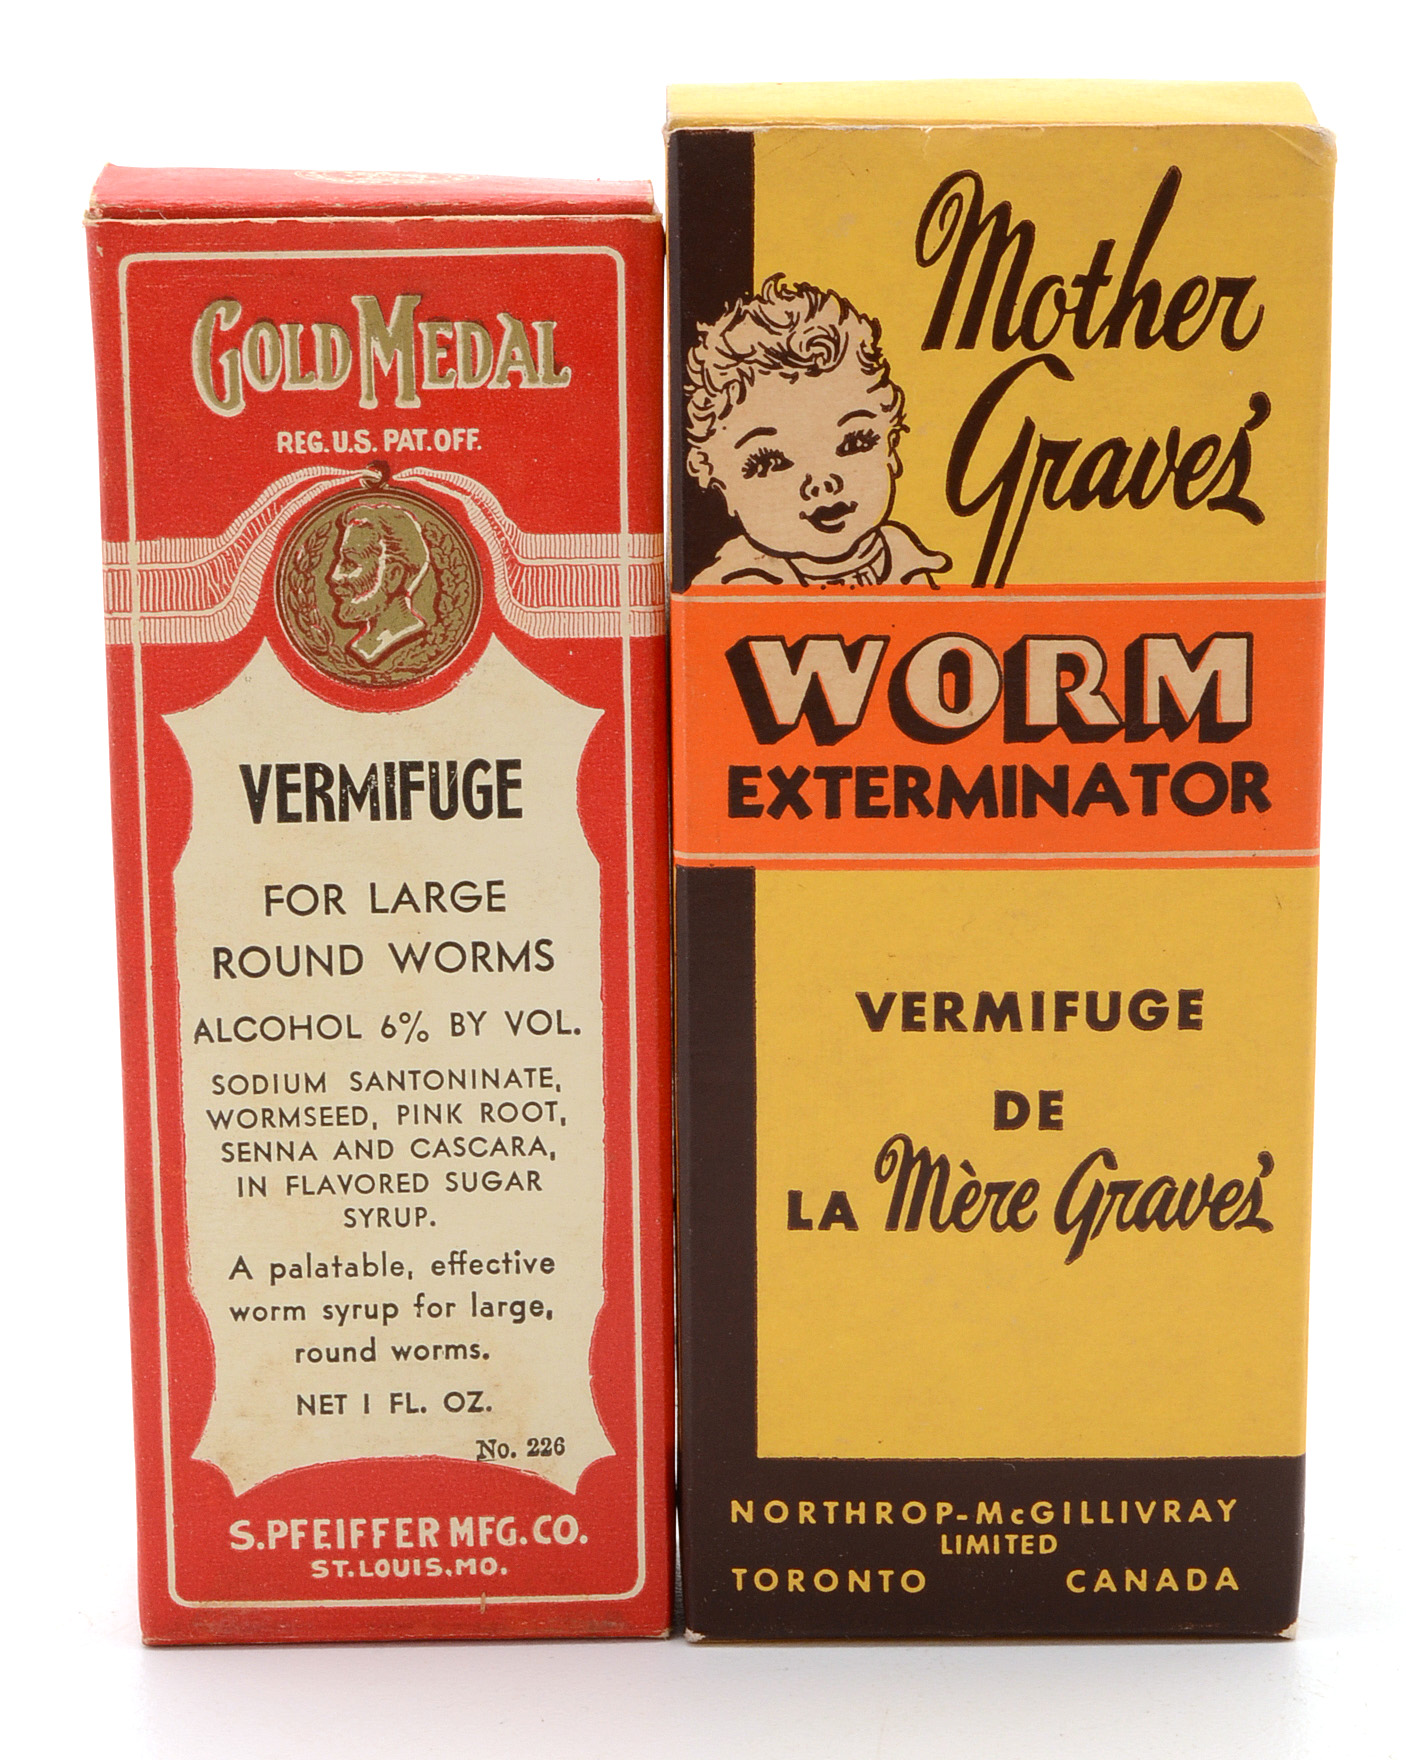 GOLD MEDAL
REG. U.S. PAT. OFF.
VERMIFUGE
FOR LARGE
ROUND WORMS
ALCOHOL 6% BY VOL.
SODIUM SANTONINATE,
WORMSEED, PINK ROOT,
SENNA AND CASCARA,
IN FLAVORED SUGAR
SYRUP.
A palatable, effective
worm syrup for large,
round worms.
NET 1 FL. OZ.
No. 226
S. PFEIFFER MFG. CO.
ST. LOUIS, MO.
Mother
Graves'
WORM
EXTERMINATOR
VERMIFUGE
DE
LA Mère Graves'
NORTHROP-McGILLIVRAY
LIMITED
TORONTO CANADA